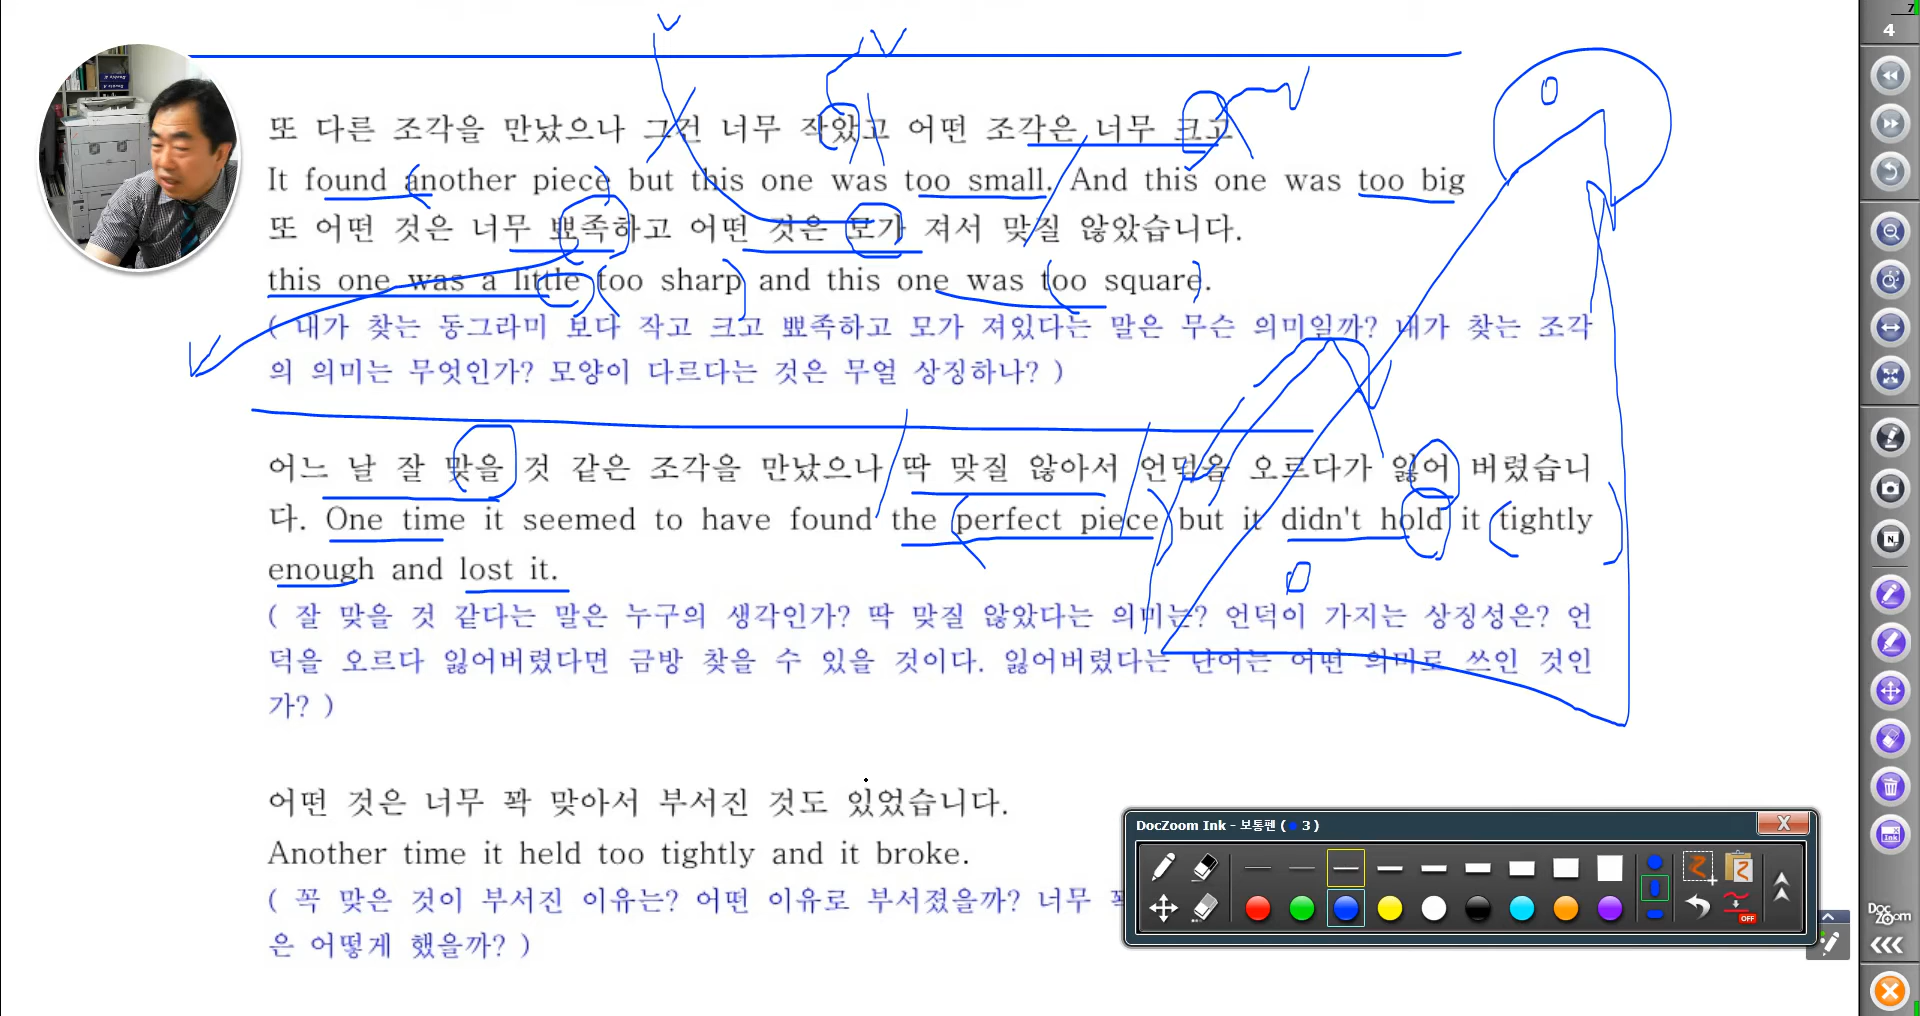 7
4
또 다른 조각을 만났으나 그건 너무 작았고 어떤 조각은 너무 크고
It found another piece but this one was too small. And this one was too big
또 어떤 것은 너무 뾰족하고 어떤 것은 모가 져서 맞질 않았습니다.
this one was a little too sharp and this one was too square.
( 내가 찾는 동그라미 보다 작고 크고 뾰족하고 모가 져있다는 말은 무슨 의미일까? 내가 찾는 조각
의 의미는 무엇인가? 모양이 다르다는 것은 무얼 상징하나? )
어느 날 잘 맞을 것 같은 조각을 만났으나 딱 맞질 않아서 언덕을 오르다가 잃어 버렸습니
다. One time it seemed to have found the perfect piece but it didn't hold it tightly
enough and lost it.
( 잘 맞을 것 같다는 말은 누구의 생각인가? 딱 맞질 않았다는 의미는? 언덕이 가지는 상징성은? 언
덕을 오르다 잃어버렸다면 금방 찾을 수 있을 것이다. 잃어버렸다는 단어는 어떤 의미로 쓰인 것인
가? )
어떤 것은 너무 꽉 맞아서 부서진 것도 있었습니다.
Another time it held too tightly and it broke.
( 꼭 맞은 것이 부서진 이유는? 어떤 이유로 부서졌을까? 너무
은 어떻게 했을까? )
DocZoom Ink - 보통펜 ( 3 )
OFF
Doc
Zoom